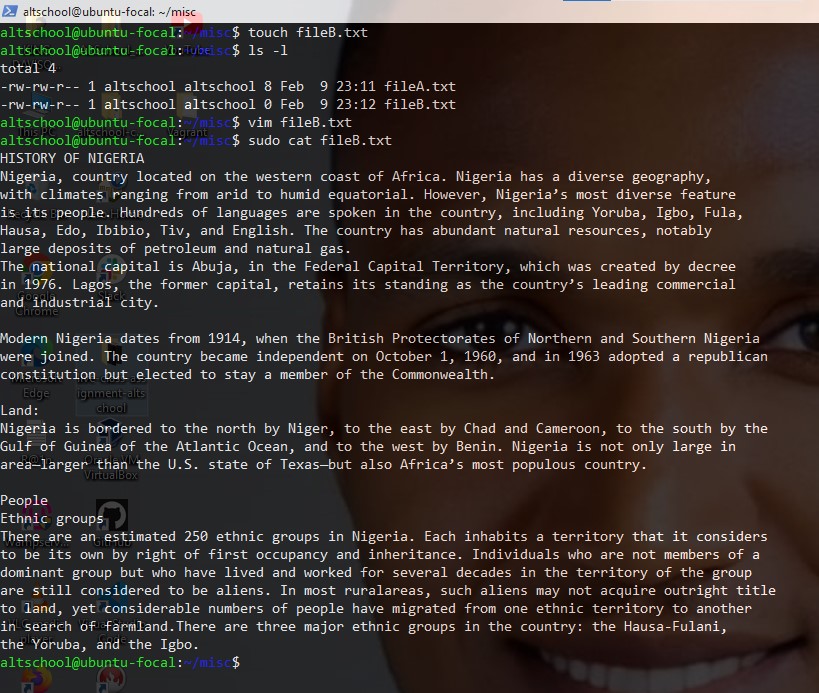 altschool@ubuntu-focal: ~/misc
altschool@ubuntu-focal:~/misc$ touch fileB.txt
altschool@ubuntu-focal:~/misc$ ls -l
total 4
-rw-rw-r-- 1 altschool altschool 8 Feb  9 23:11 fileA.txt
-rw-rw-r-- 1 altschool altschool 0 Feb  9 23:12 fileB.txt
altschool@ubuntu-focal:~/misc$ vim fileB.txt
altschool@ubuntu-focal:~/misc$ sudo cat fileB.txt
HISTORY OF NIGERIA
Nigeria, country located on the western coast of Africa. Nigeria has a diverse geography,
with climates ranging from arid to humid equatorial. However, Nigeria’s most diverse feature
is its people. Hundreds of languages are spoken in the country, including Yoruba, Igbo, Fula,
Hausa, Edo, Ibibio, Tiv, and English. The country has abundant natural resources, notably
large deposits of petroleum and natural gas.
The national capital is Abuja, in the Federal Capital Territory, which was created by decree
in 1976. Lagos, the former capital, retains its standing as the country’s leading commercial
and industrial city.
Modern Nigeria dates from 1914, when the British Protectorates of Northern and Southern Nigeria
were joined. The country became independent on October 1, 1960, and in 1963 adopted a republican
constitution but elected to stay a member of the Commonwealth.
Land:
Nigeria is bordered to the north by Niger, to the east by Chad and Cameroon, to the south by the
Gulf of Guinea of the Atlantic Ocean, and to the west by Benin. Nigeria is not only large in
area—larger than the U.S. state of Texas—but also Africa’s most populous country.
People
Ethnic groups
There are an estimated 250 ethnic groups in Nigeria. Each inhabits a territory that it considers
to be its own by right of first occupancy and inheritance. Individuals who are not members of a
dominant group but who have lived and worked for several decades in the territory of the group
are still considered to be aliens. In most ruralareas, such aliens may not acquire outright title
to land, yet considerable numbers of people have migrated from one ethnic territory to another
in search of farmland.There are three major ethnic groups in the country: the Hausa-Fulani,
the Yoruba, and the Igbo.
altschool@ubuntu-focal:~/misc$